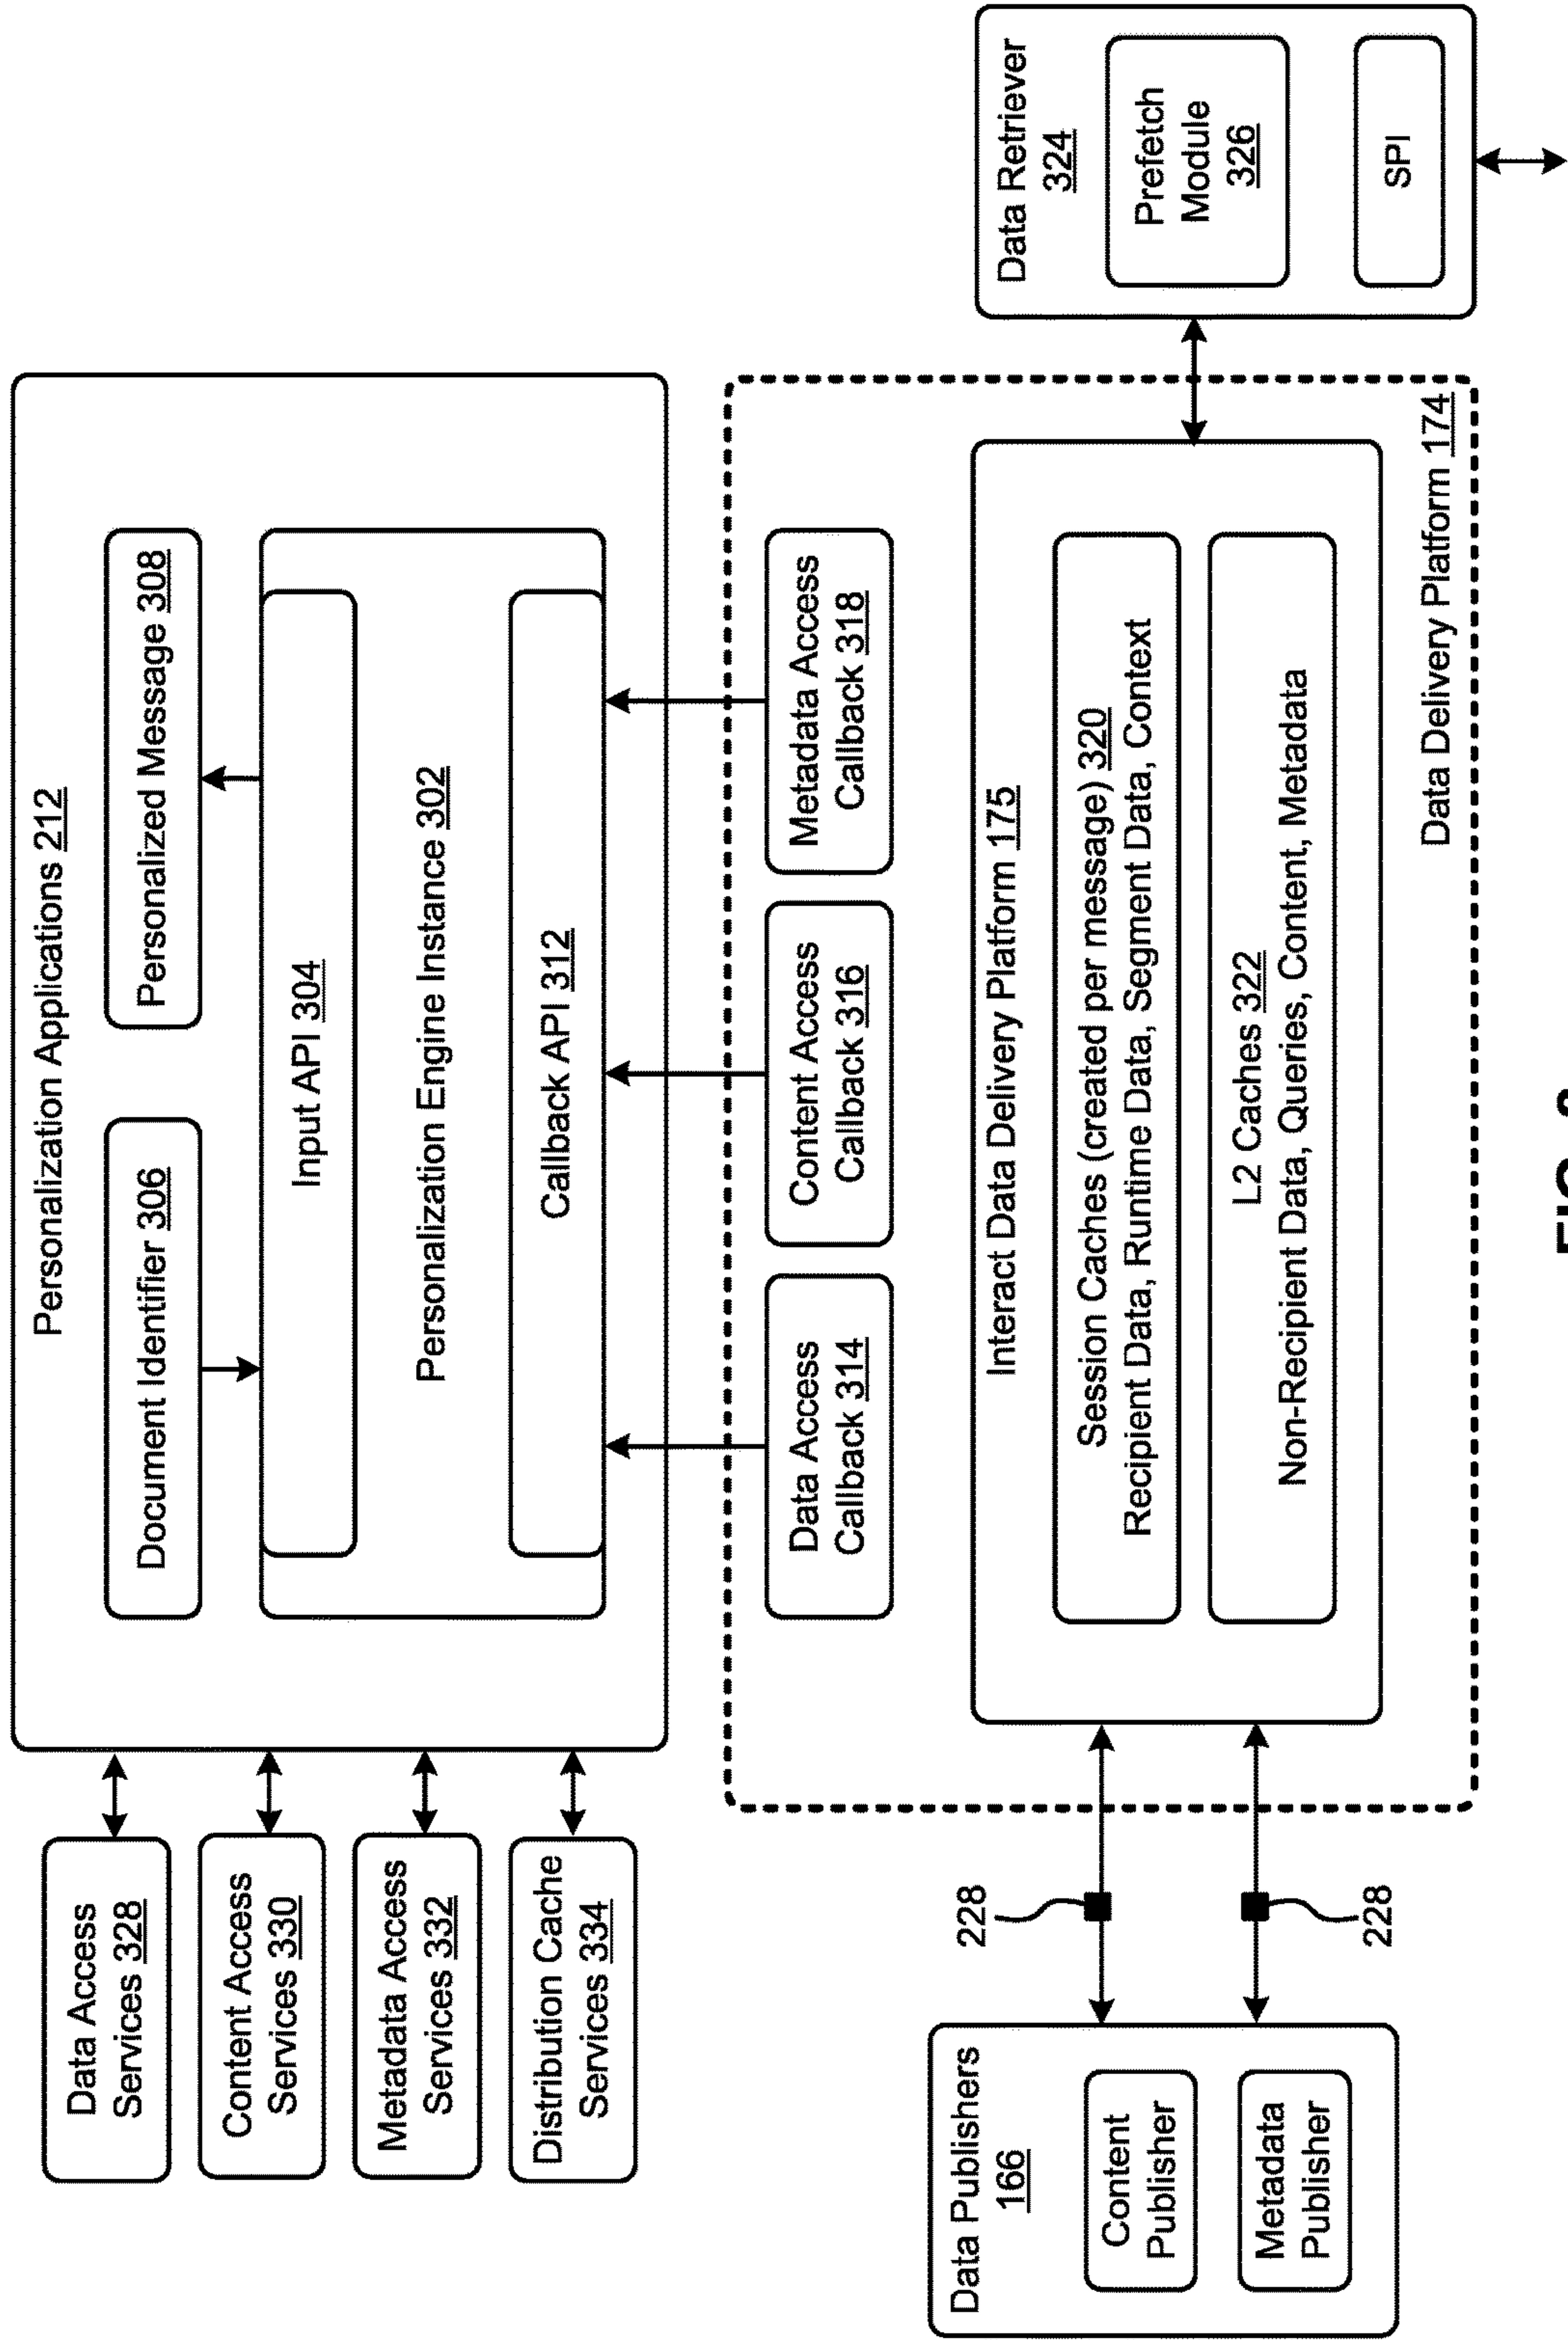 Personalization Applications 212
Document Identifier 306
Personalized Message 308
Input API 304
Personalization Engine Instance 302
Callback API 312
Data Access
Services 328
Content Access
Services 330
Metadata Access
Services 332
Distribution Cache
Services 334
Data Access
Callback 314
Content Access
Callback 316
Metadata Access
Callback 318
Interact Data Delivery Platform 175
Session Caches (created per message) 320
Recipient Data, Runtime Data, Segment Data, Context
L2 Caches 322
Non-Recipient Data, Queries, Content, Metadata
Data Delivery Platform 174
Data Publishers
166
Content
Publisher
Metadata
Publisher
228
228
Data Retriever
324
Prefetch
Module
326
SPI
FIG.